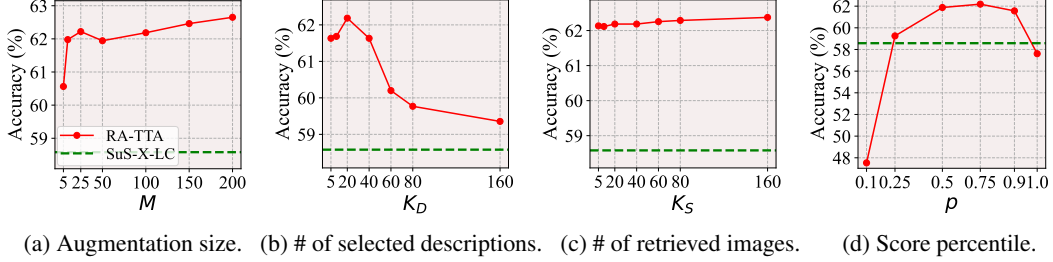 Accuracy (%)
63
62
61
60
59
RA-TTA
SuS-X-LC
5 25 50 100 150 200
M
(a) Augmentation size.
Accuracy (%)
62
61
60
59
5 20 40 60 80 160
K_D
(b) # of selected descriptions.
Accuracy (%)
62
61
60
59
5 20 40 60 80 160
K_S
(c) # of retrieved images.
Accuracy (%)
62
60
58
56
54
52
50
48
0.1 0.25 0.5 0.75 0.9 1.0
p
(d) Score percentile.